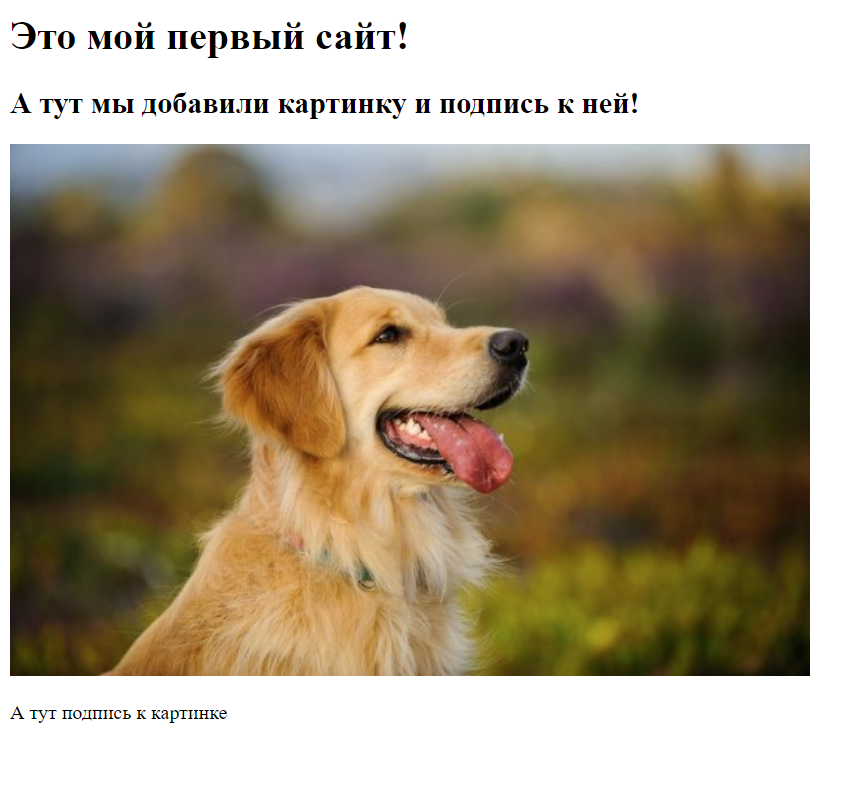 Это мой первый сайт!
А тут мы добавили картинку и подпись к ней!
А тут подпись к картинке